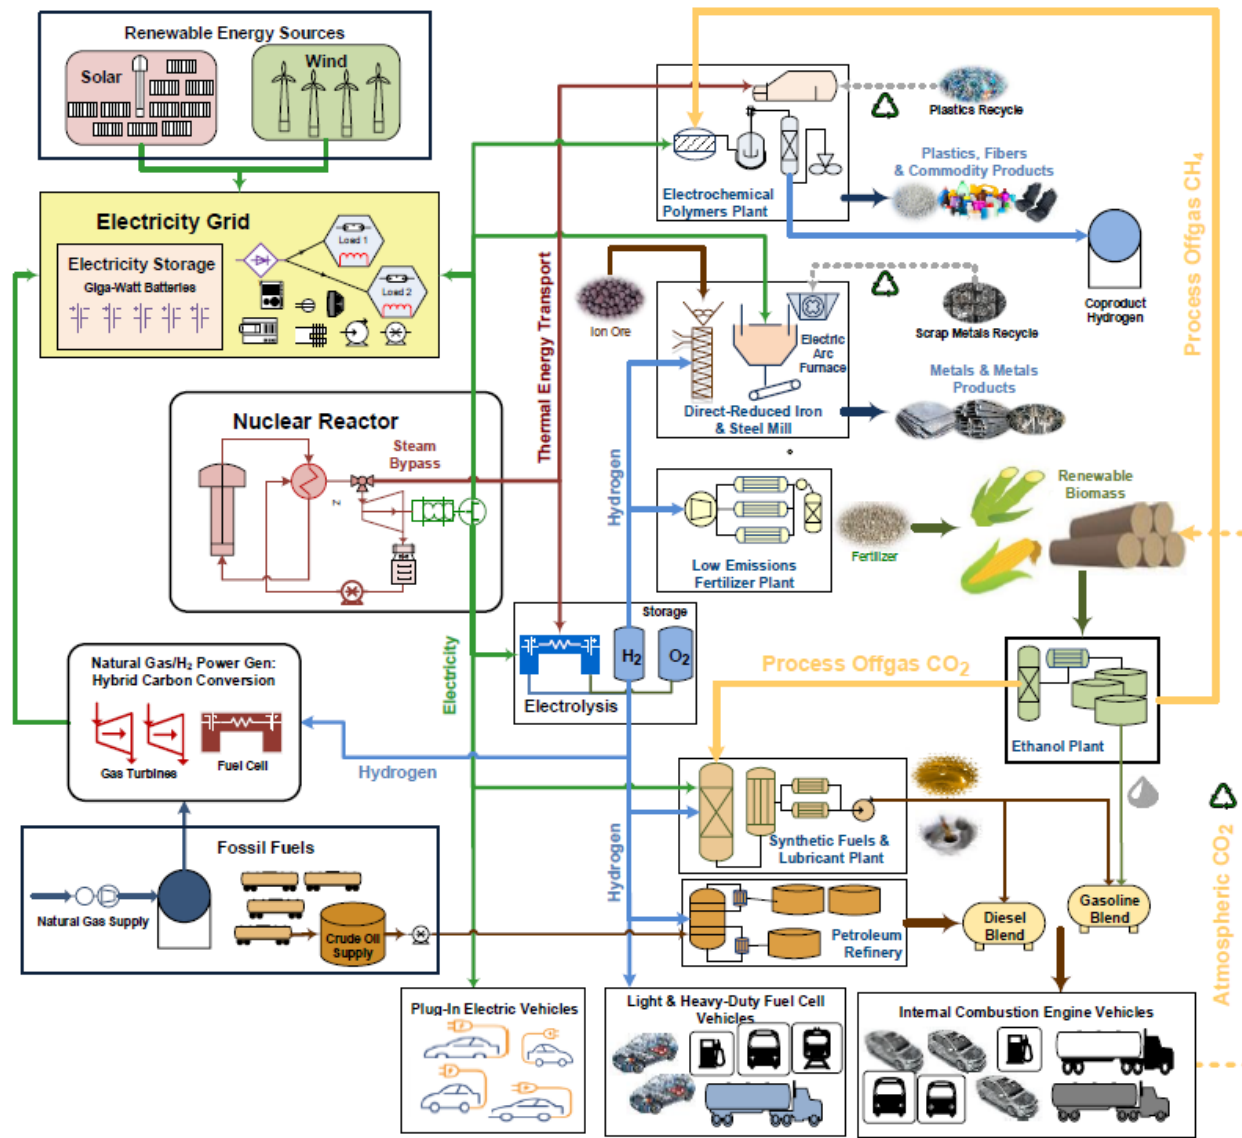 Renewable Energy Sources
Solar
Wind
Electricity Grid
Electricity Storage
Giga-Watt Batteries
Load 1
Load 2
Nuclear Reactor
Steam
Bypass
Z
Thermal Energy Transport
Electrochemical
Polymers Plant
Plastics Recycle
Plastics, Fibers
& Commodity Products
Coproduct
Hydrogen
Process Offgas CH₄
Ion Ore
Electric
Arc
Furnace
Direct-Reduced Iron
& Steel Mill
Scrap Metals Recycle
Metals & Metals
Products
Hydrogen
Low Emissions
Fertilizer Plant
Fertilizer
Renewable
Biomass
Storage
H₂
O₂
Electrolysis
Electricity
Process Offgas CO₂
Ethanol Plant
Natural Gas/H₂ Power Gen:
Hybrid Carbon Conversion
Gas Turbines
Fuel Cell
Hydrogen
Hydrogen
Synthetic Fuels &
Lubricant Plant
Fossil Fuels
Natural Gas Supply
Crude Oil
Supply
Petroleum
Refinery
Diesel
Blend
Gasoline
Blend
Atmospheric CO₂
Plug-In Electric Vehicles
Light & Heavy-Duty Fuel Cell
Vehicles
Internal Combustion Engine Vehicles